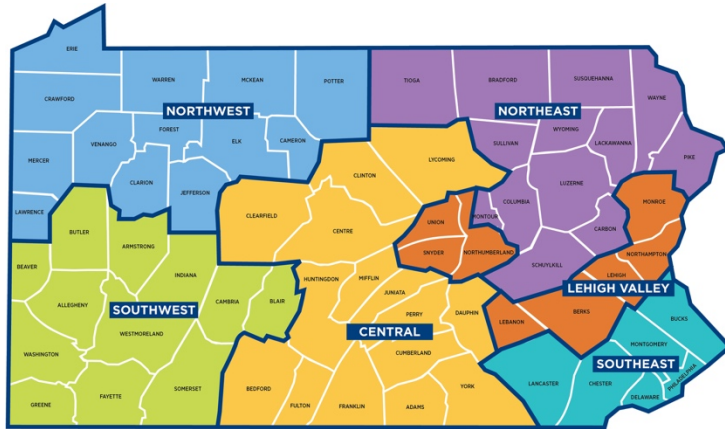 ERIE
WARREN
MCKEAN
POTTER
TIOGA
BRADFORD
SUSQUEHANNA
WAYNE
CRAWFORD
NORTHWEST
NORTHEAST
FOREST
WYOMING
LACKAWANNA
VENANGO
ELK
CAMERON
SULLIVAN
MERCER
LYCOMING
PIKE
CLARION
JEFFERSON
CLINTON
LUZERNE
LAWRENCE
CLEARFIELD
COLUMBIA
MONROE
BUTLER
CENTRE
UNION
MONTOUR
CARBON
ARMSTRONG
SNYDER
NORTHUMBERLAND
NORTHAMPTON
BEAVER
INDIANA
HUNTINGDON
MIFFLIN
SCHUYLKILL
LEHIGH
ALLEGHENY
CAMBRIA
BLAIR
JUNIATA
LEHIGH VALLEY
SOUTHWEST
PERRY
DAUPHIN
BERKS
LEBANON
BUCKS
WESTMORELAND
CENTRAL
MONTGOMERY
WASHINGTON
CUMBERLAND
SOUTHEAST
PHILADELPHIA
SOMERSET
BEDFORD
YORK
LANCASTER
CHESTER
FAYETTE
DELAWARE
GREENE
FULTON
FRANKLIN
ADAMS